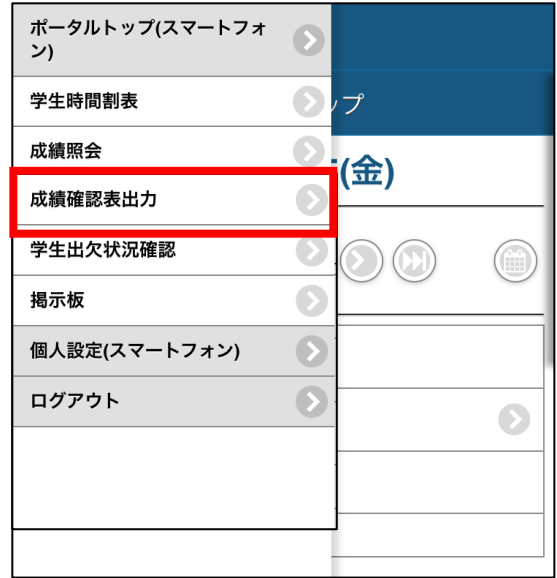 ポータルトップ(スマートフォ
ン)
学生時間割表
ップ
成績照会
(金)
成績確認表出力
学生出欠状況確認
掲示板
個人設定(スマートフォン)
ログアウト